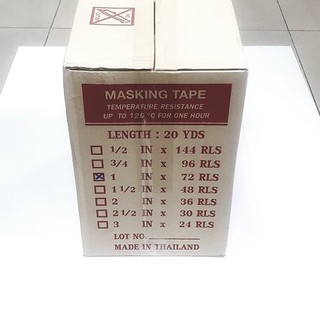 MASKING TAPE
TEMPERATURE RESISTANCE
UP TO 120 °C FOR ONE HOUR
LENGTH : 20 YDS
1/2 IN x 144 RLS
3/4 IN x 96 RLS
1 IN x 72 RLS
1 1/2 IN x 48 RLS
2 IN x 36 RLS
2 1/2 IN x 30 RLS
3 IN x 24 RLS
LOT NO.
MADE IN THAILAND